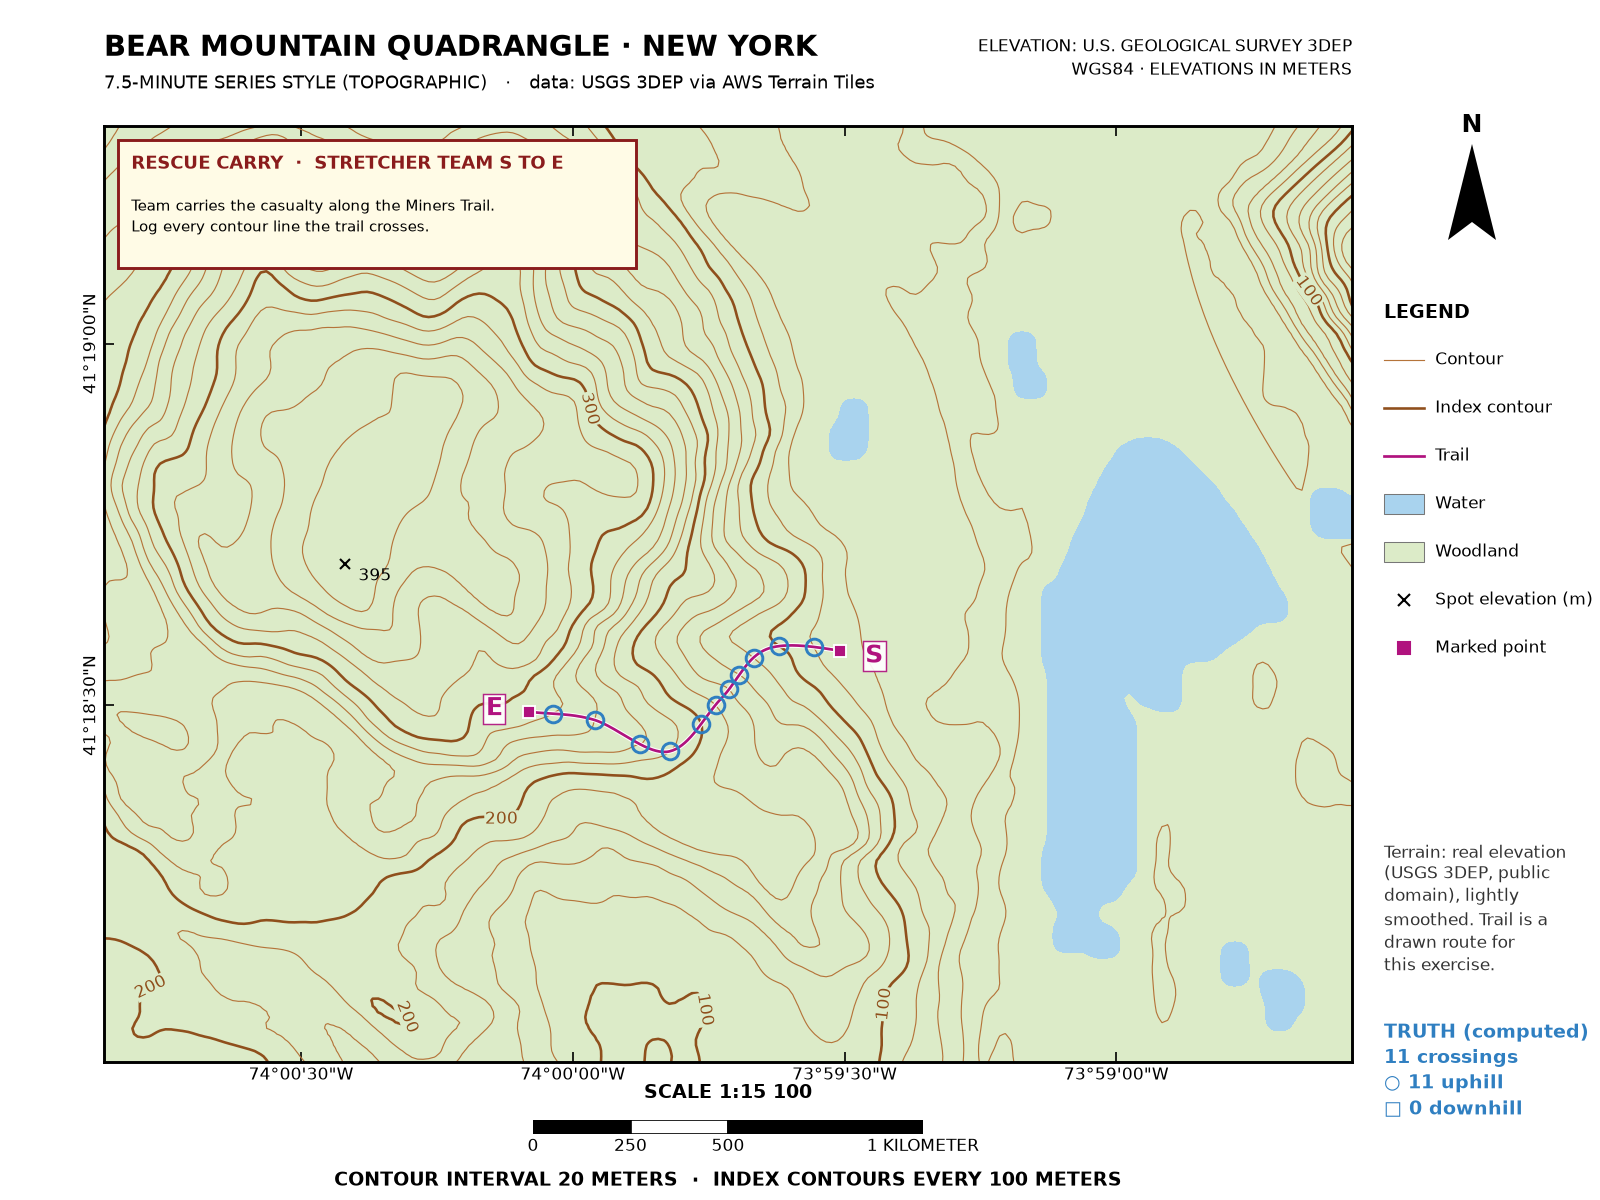 BEAR MOUNTAIN QUADRANGLE · NEW YORK
7.5-MINUTE SERIES STYLE (TOPOGRAPHIC) · data: USGS 3DEP via AWS Terrain Tiles
ELEVATION: U.S. GEOLOGICAL SURVEY 3DEP
WGS84 · ELEVATIONS IN METERS
RESCUE CARRY · STRETCHER TEAM S TO E
Team carries the casualty along the Miners Trail.
Log every contour line the trail crosses.
N
41°19'00"N
41°18'30"N
100
300
395
S
E
200
200
200
100
100
74°00'30"W
74°00'00"W
73°59'30"W
73°59'00"W
LEGEND
Contour
Index contour
Trail
Water
Woodland
Spot elevation (m)
Marked point
Terrain: real elevation
(USGS 3DEP, public
domain), lightly
smoothed. Trail is a
drawn route for
this exercise.
TRUTH (computed)
11 crossings
○ 11 uphill
□ 0 downhill
SCALE 1:15 100
0 250 500 1 KILOMETER
CONTOUR INTERVAL 20 METERS · INDEX CONTOURS EVERY 100 METERS